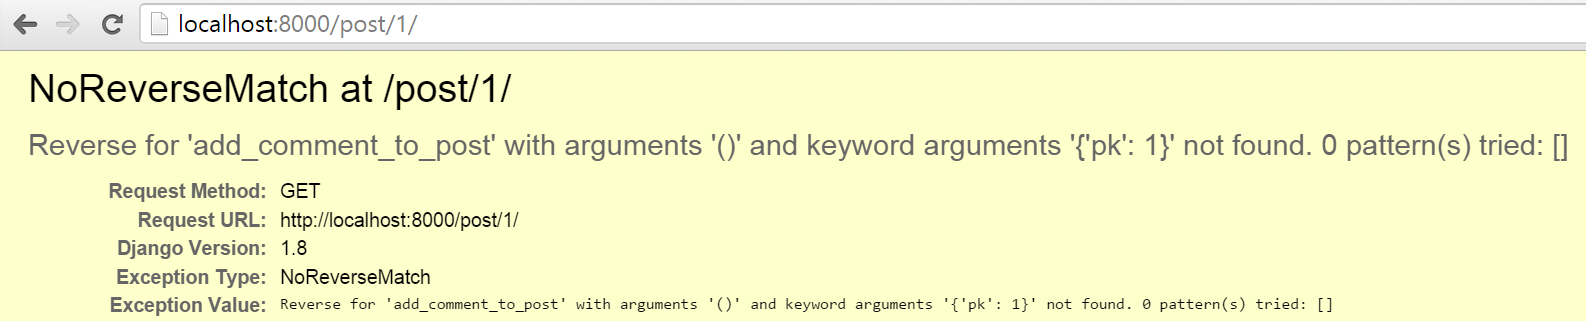 localhost:8000/post/1/
NoReverseMatch at /post/1/
Reverse for 'add_comment_to_post' with arguments '()' and keyword arguments '{'pk': 1}' not found. 0 pattern(s) tried: []
Request Method: GET
Request URL: http://localhost:8000/post/1/
Django Version: 1.8
Exception Type: NoReverseMatch
Exception Value: Reverse for 'add_comment_to_post' with arguments '()' and keyword arguments '{'pk': 1}' not found. 0 pattern(s) tried: []